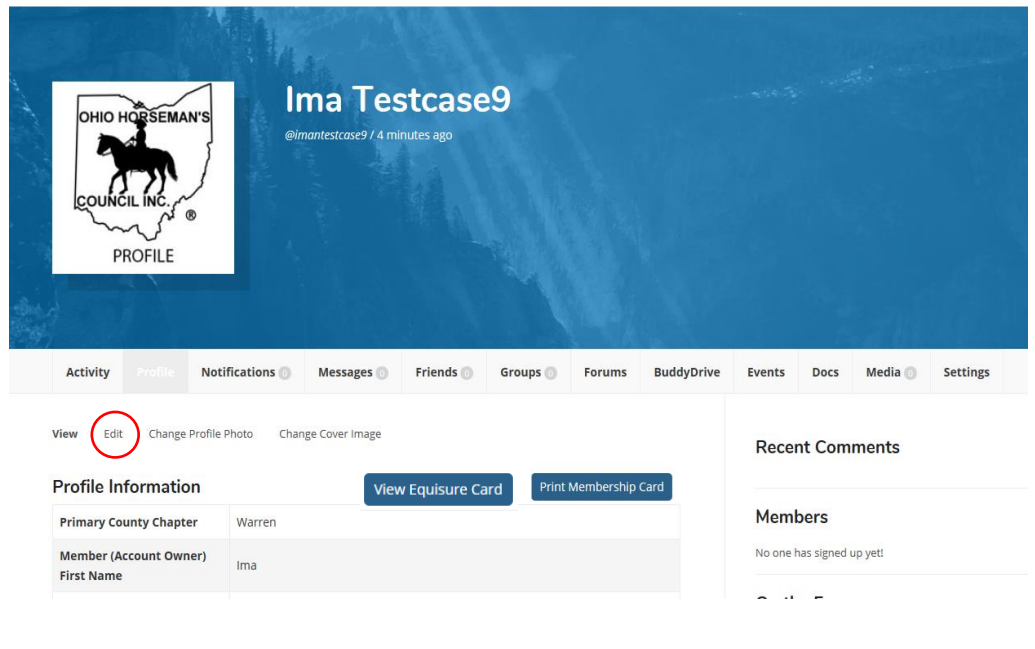 OHIO HORSEMAN'S
COUNCIL INC.
®
PROFILE
Ima Testcase9
@imantestcase9 / 4 minutes ago
Activity Profile Notifications 0 Messages 0 Friends 0 Groups 0 Forums BuddyDrive Events Docs Media 0 Settings
View Edit Change Profile Photo Change Cover Image
Profile Information
View Equisure Card
Print Membership Card
Primary County Chapter Warren
Member (Account Owner)
First Name
Ima
Recent Comments
Members
No one has signed up yet!